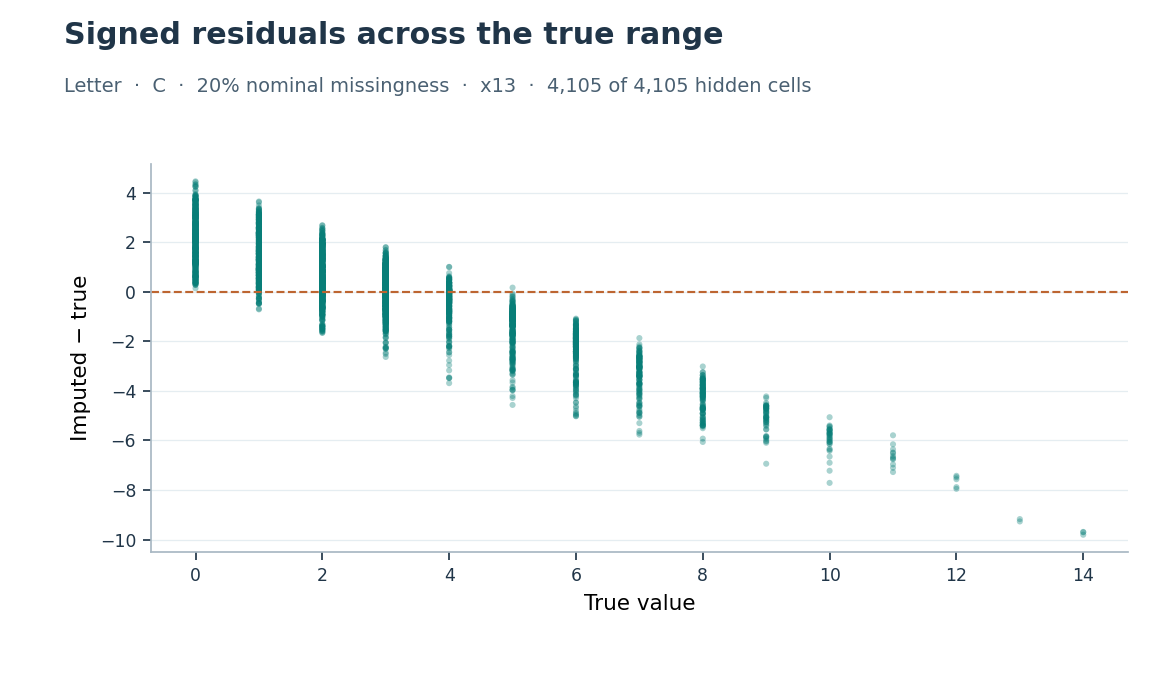 Signed residuals across the true range
Letter · C · 20% nominal missingness · x13 · 4,105 of 4,105 hidden cells
Imputed − true
4
2
0
−2
−4
−6
−8
−10
0 2 4 6 8 10 12 14
True value